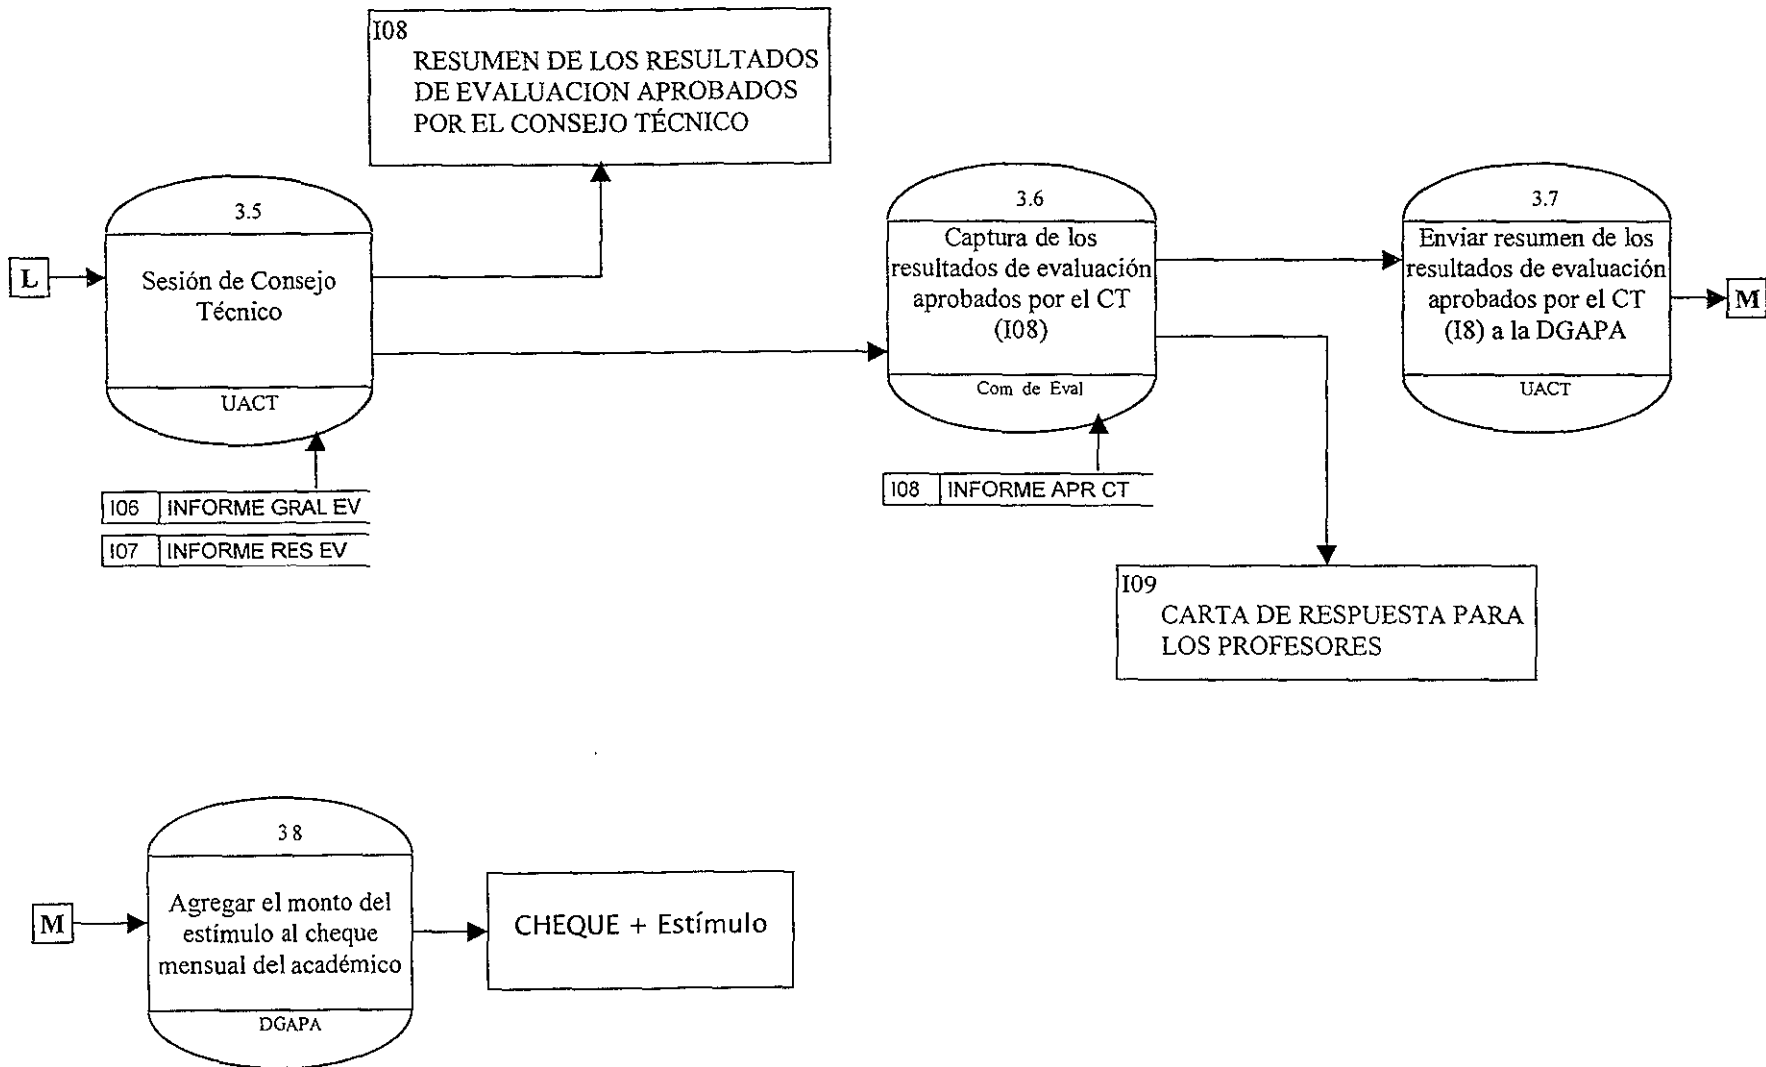 I08
RESUMEN DE LOS RESULTADOS
DE EVALUACION APROBADOS
POR EL CONSEJO TÉCNICO
L
3.5
Sesión de Consejo
Técnico
UACT
I06 INFORME GRAL EV
I07 INFORME RES EV
3.6
Captura de los
resultados de evaluación
aprobados por el CT
(I08)
Com de Eval
I08 INFORME APR CT
3.7
Enviar resumen de los
resultados de evaluación
aprobados por el CT
(I8) a la DGAPA
UACT
M
I09
CARTA DE RESPUESTA PARA
LOS PROFESORES
M
3 8
Agregar el monto del
estímulo al cheque
mensual del académico
DGAPA
CHEQUE + Estímulo